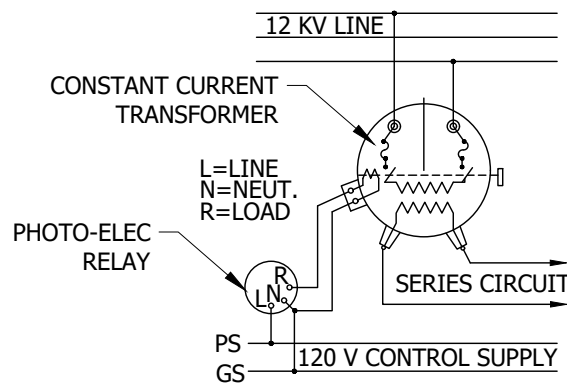 12 KV LINE
CONSTANT CURRENT
TRANSFORMER
L=LINE
N=NEUT.
R=LOAD
PHOTO-ELEC
RELAY
R
LN
SERIES CIRCUIT
PS
120 V CONTROL SUPPLY
GS